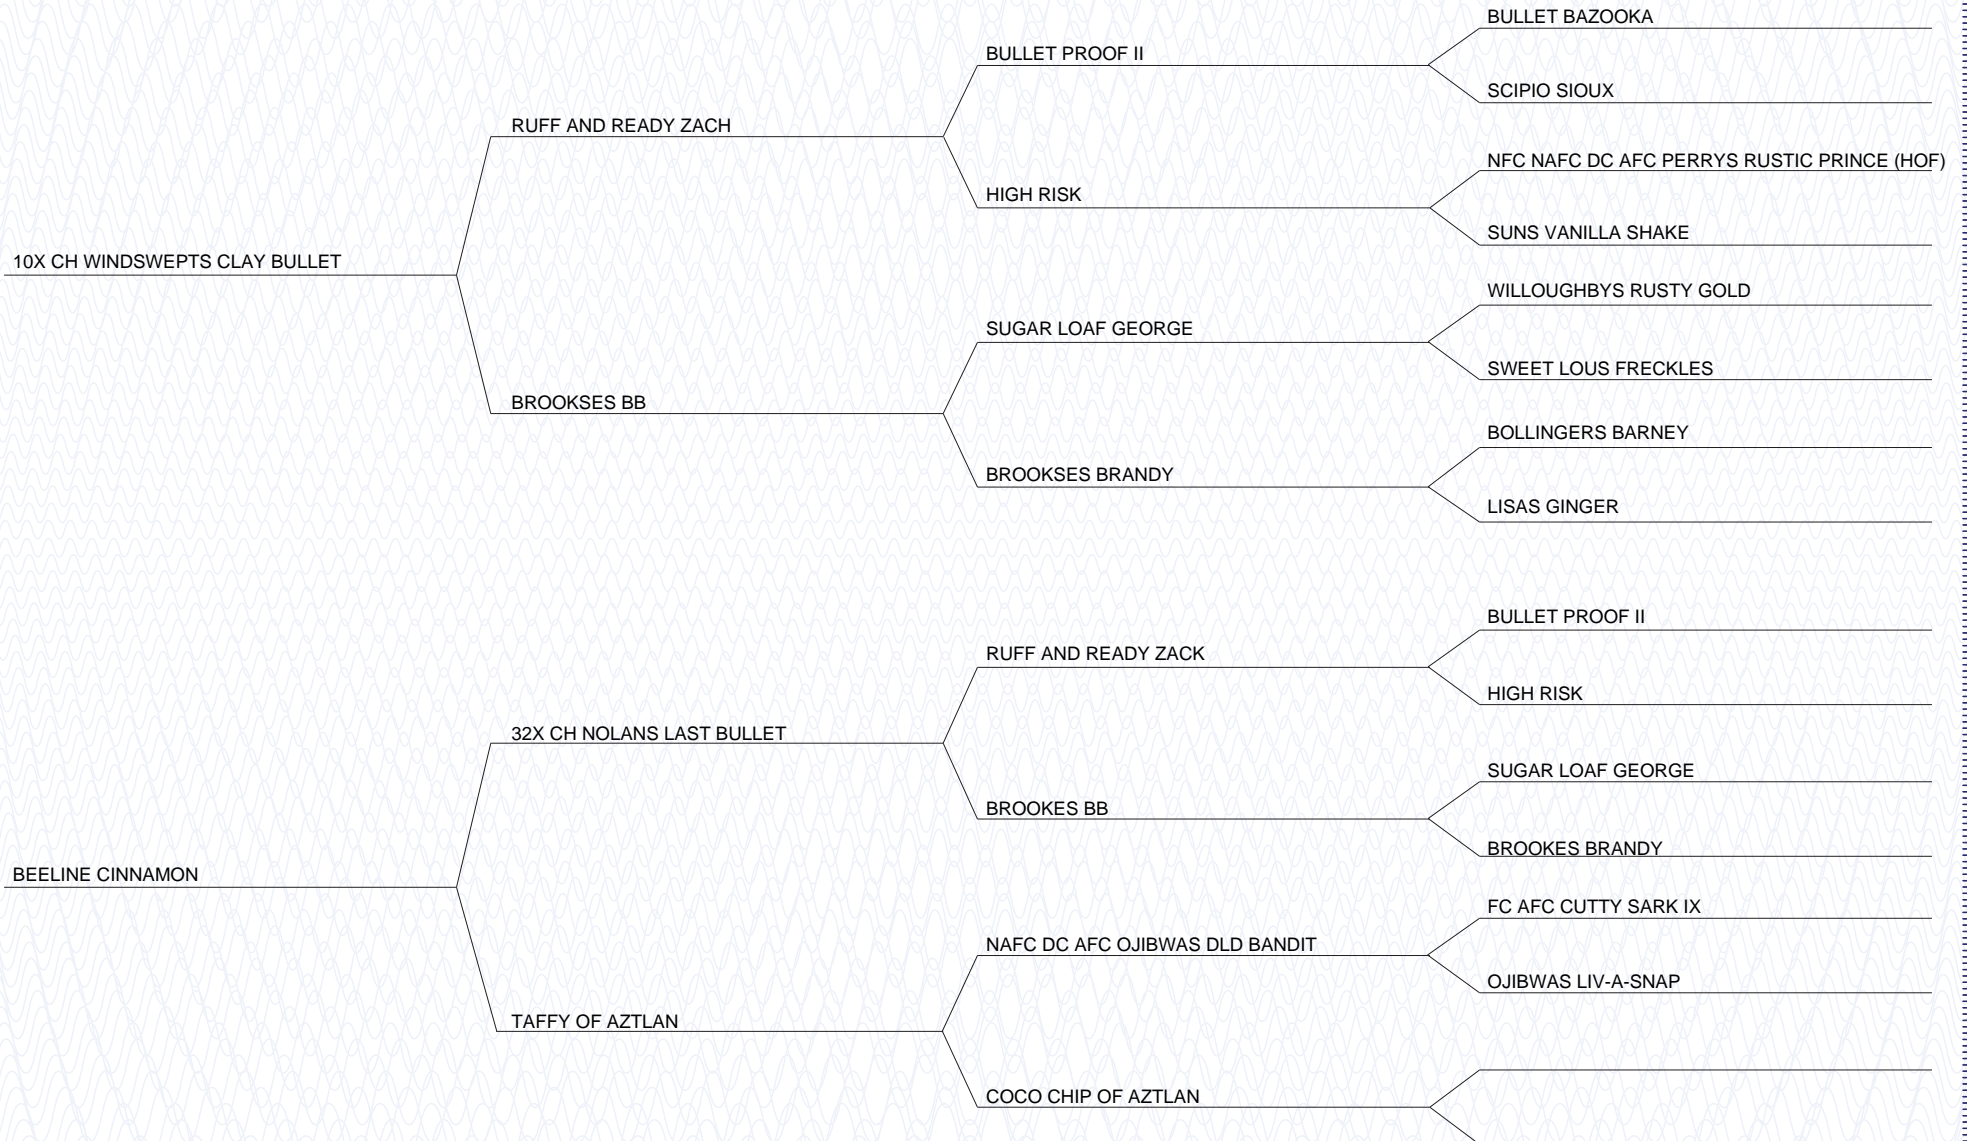 BULLET BAZOOKA
BULLET PROOF II
SCIPIO SIOUX
RUFF AND READY ZACH
NFC NAFC DC AFC PERRYS RUSTIC PRINCE (HOF)
HIGH RISK
SUNS VANILLA SHAKE
10X CH WINDSWEPTS CLAY BULLET
WILLOUGHBYS RUSTY GOLD
SUGAR LOAF GEORGE
SWEET LOUS FRECKLES
BROOKSES BB
BOLLINGERS BARNEY
BROOKSES BRANDY
LISAS GINGER
BULLET PROOF II
RUFF AND READY ZACK
HIGH RISK
32X CH NOLANS LAST BULLET
SUGAR LOAF GEORGE
BROOKES BB
BROOKES BRANDY
BEELINE CINNAMON
FC AFC CUTTY SARK IX
NAFC DC AFC OJIBWAS DLD BANDIT
OJIBWAS LIV-A-SNAP
TAFFY OF AZTLAN
COCO CHIP OF AZTLAN